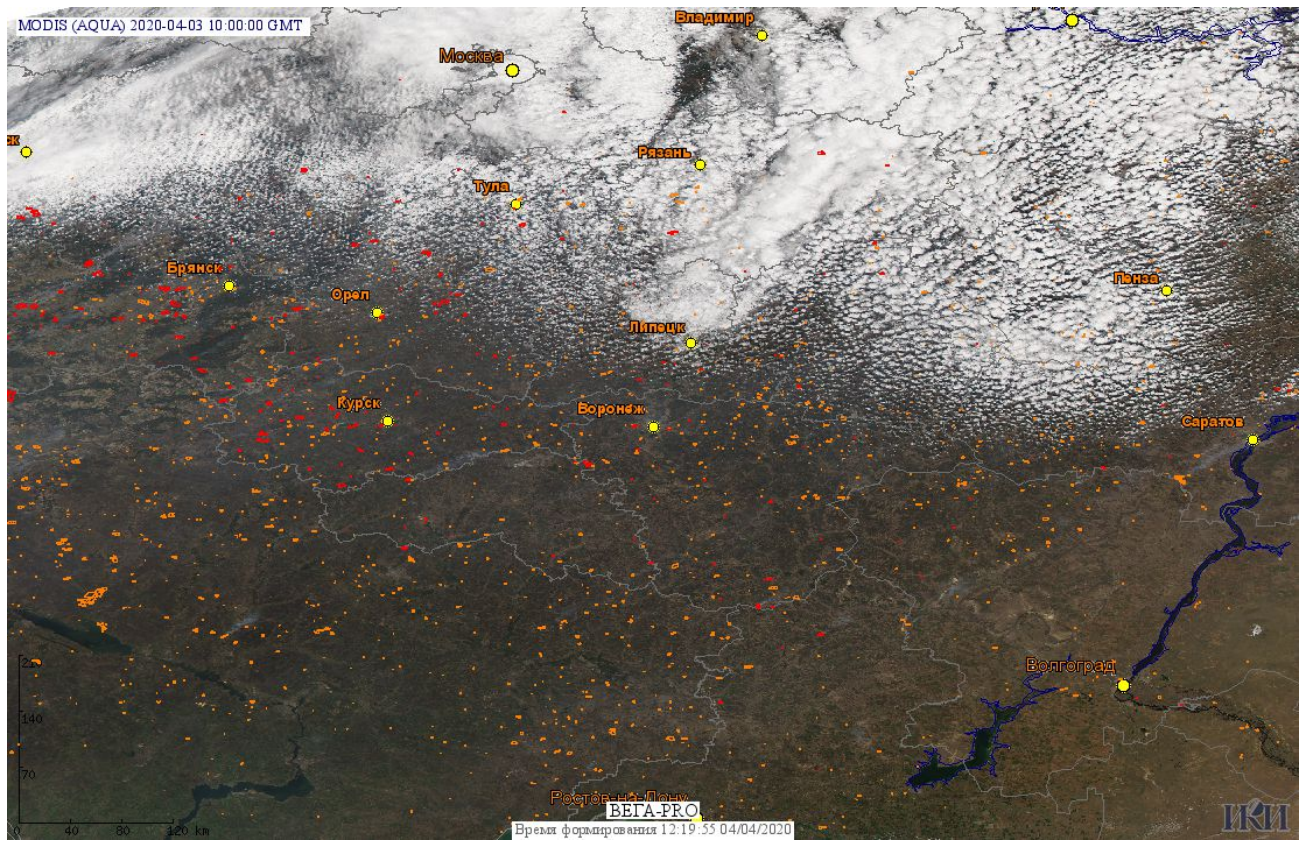 MODIS (AQUA) 2020-04-03 10:00:00 GMT
Владимир
Москва
ск
Рязань
Тула
Брянск
Орел
Пенза
Липецк
Курск
Воронеж
Саратов
Волгоград
140
70
0 40 80 120 km
Ростов-на-Дону
ВЕГА-PRO
ИКИ
Время формирования 12:19:55 04/04/2020